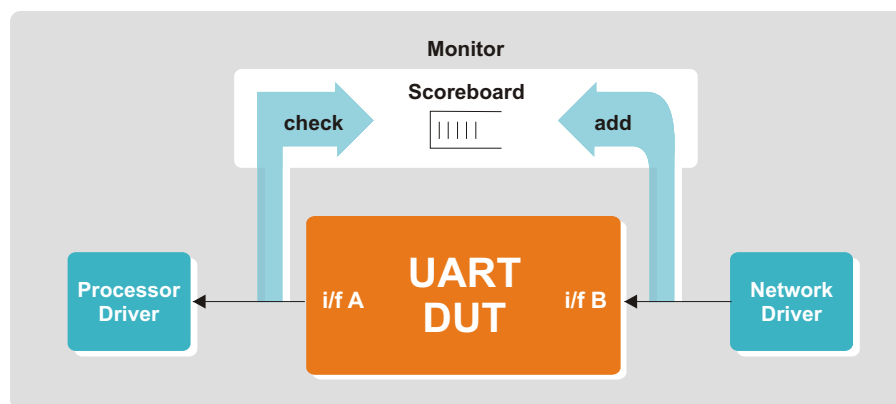 Monitor
Scoreboard
check
add
UART
DUT
i/f A
i/f B
Processor
Driver
Network
Driver